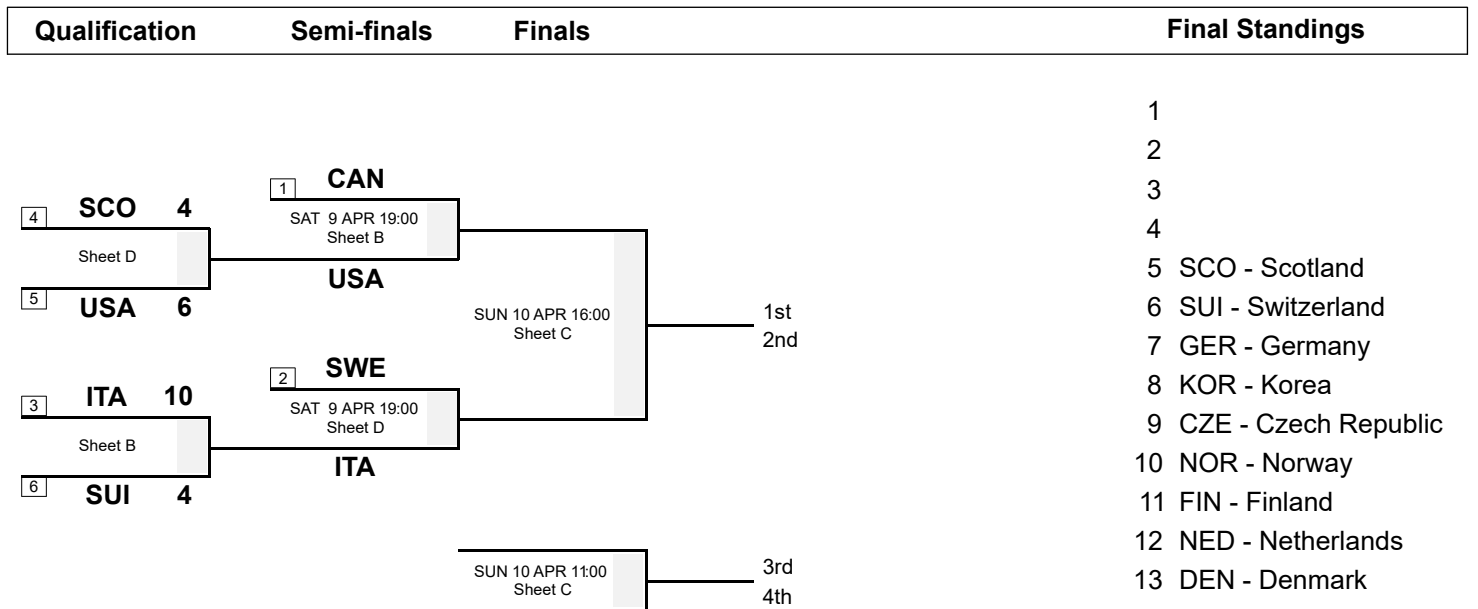 Qualification Semi-finals Finals Final Standings
1 CAN
4 SCO 4
SAT 9 APR 19:00
Sheet B
Sheet D
USA
5 USA 6
SUN 10 APR 16:00
Sheet C
1st
2nd
2 SWE
3 ITA 10
SAT 9 APR 19:00
Sheet D
Sheet B
ITA
6 SUI 4
SUN 10 APR 11:00
Sheet C
3rd
4th
1
2
3
4
5 SCO - Scotland
6 SUI - Switzerland
7 GER - Germany
8 KOR - Korea
9 CZE - Czech Republic
10 NOR - Norway
11 FIN - Finland
12 NED - Netherlands
13 DEN - Denmark